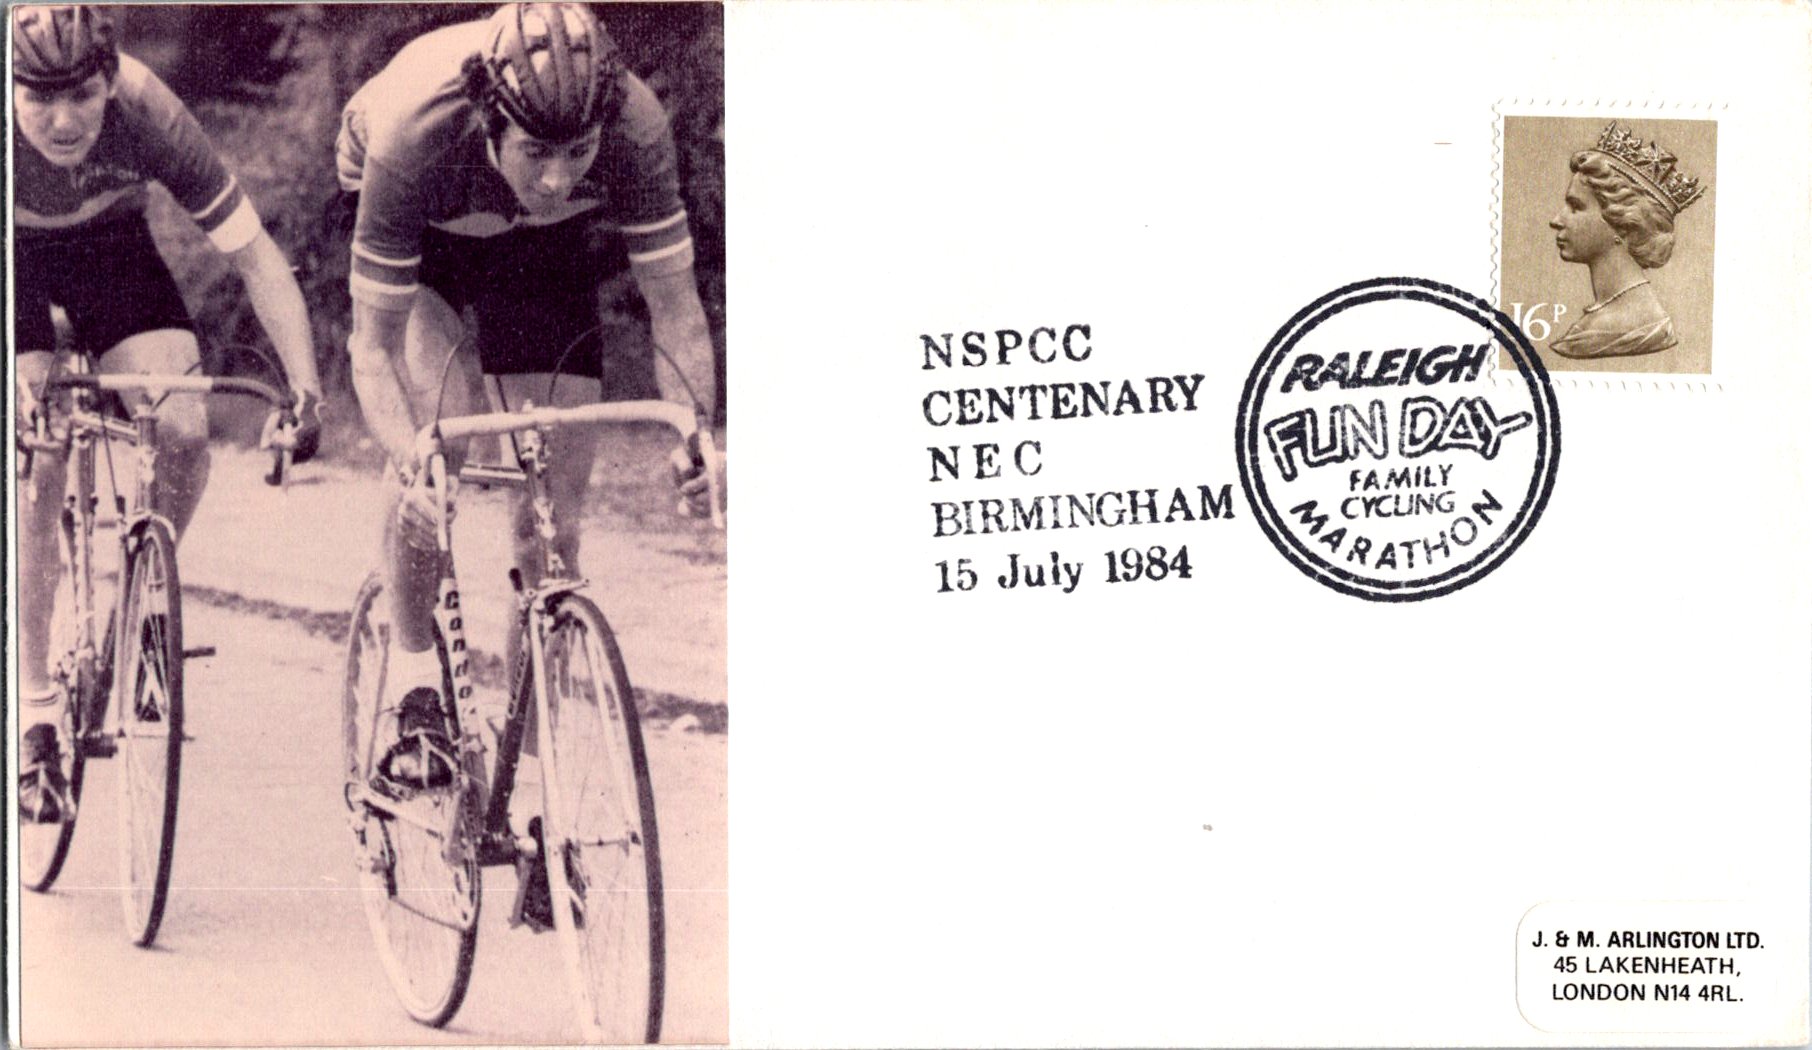 NSPCC
CENTENARY
NEC
BIRMINGHAM
15 July 1984
RALEIGH
FUN DAY
FAMILY
CYCLING
MARATHON
16P
Condor
J. & M. ARLINGTON LTD.
45 LAKENHEATH,
LONDON N14 4RL.